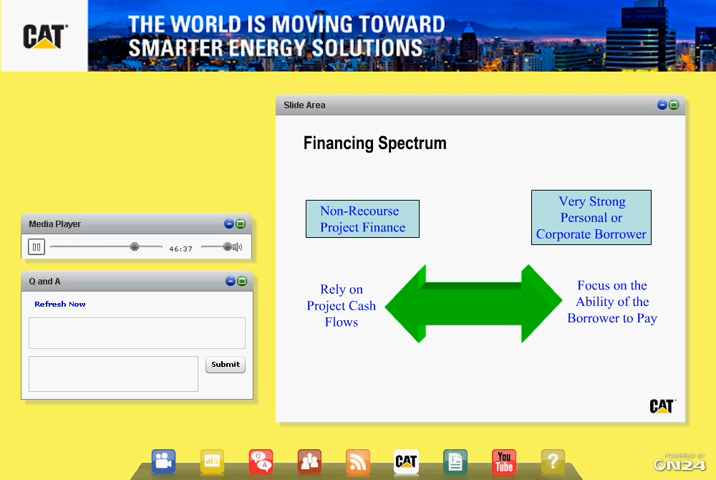 CAT
THE WORLD IS MOVING TOWARD
SMARTER ENERGY SOLUTIONS
Slide Area
Financing Spectrum
Non-Recourse
Project Finance
Very Strong
Personal or
Corporate Borrower
Rely on
Project Cash
Flows
Focus on the
Ability of the
Borrower to Pay
CAT
Media Player
46:37
Q and A
Refresh Now
Submit
Q
A
CAT
You
Tube
?
POWERED BY
ON24